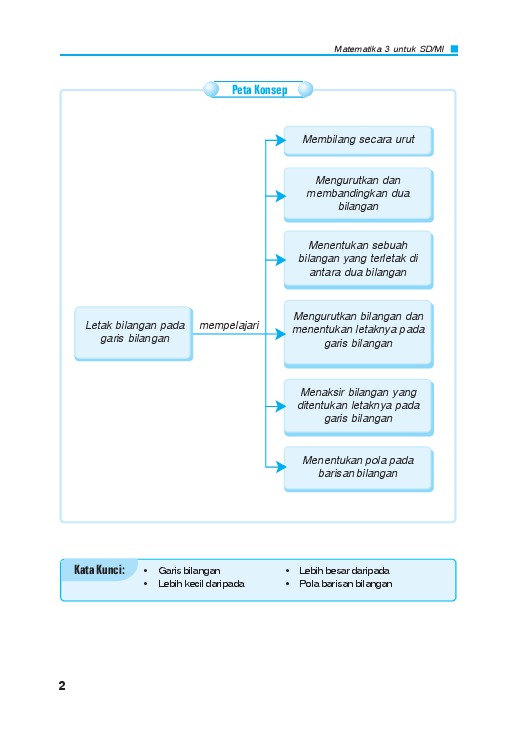 Matematika 3 untuk SD/MI
Peta Konsep
Membilang secara urut
Mengurutkan dan
membandingkan dua
bilangan
Menentukan sebuah
bilangan yang terletak di
antara dua bilangan
Letak bilangan pada
garis bilangan
mempelajari
Mengurutkan bilangan dan
menentukan letaknya pada
garis bilangan
Menaksir bilangan yang
ditentukan letaknya pada
garis bilangan
Menentukan pola pada
barisan bilangan
Kata Kunci:
• Garis bilangan
• Lebih kecil daripada
• Lebih besar daripada
• Pola barisan bilangan
2